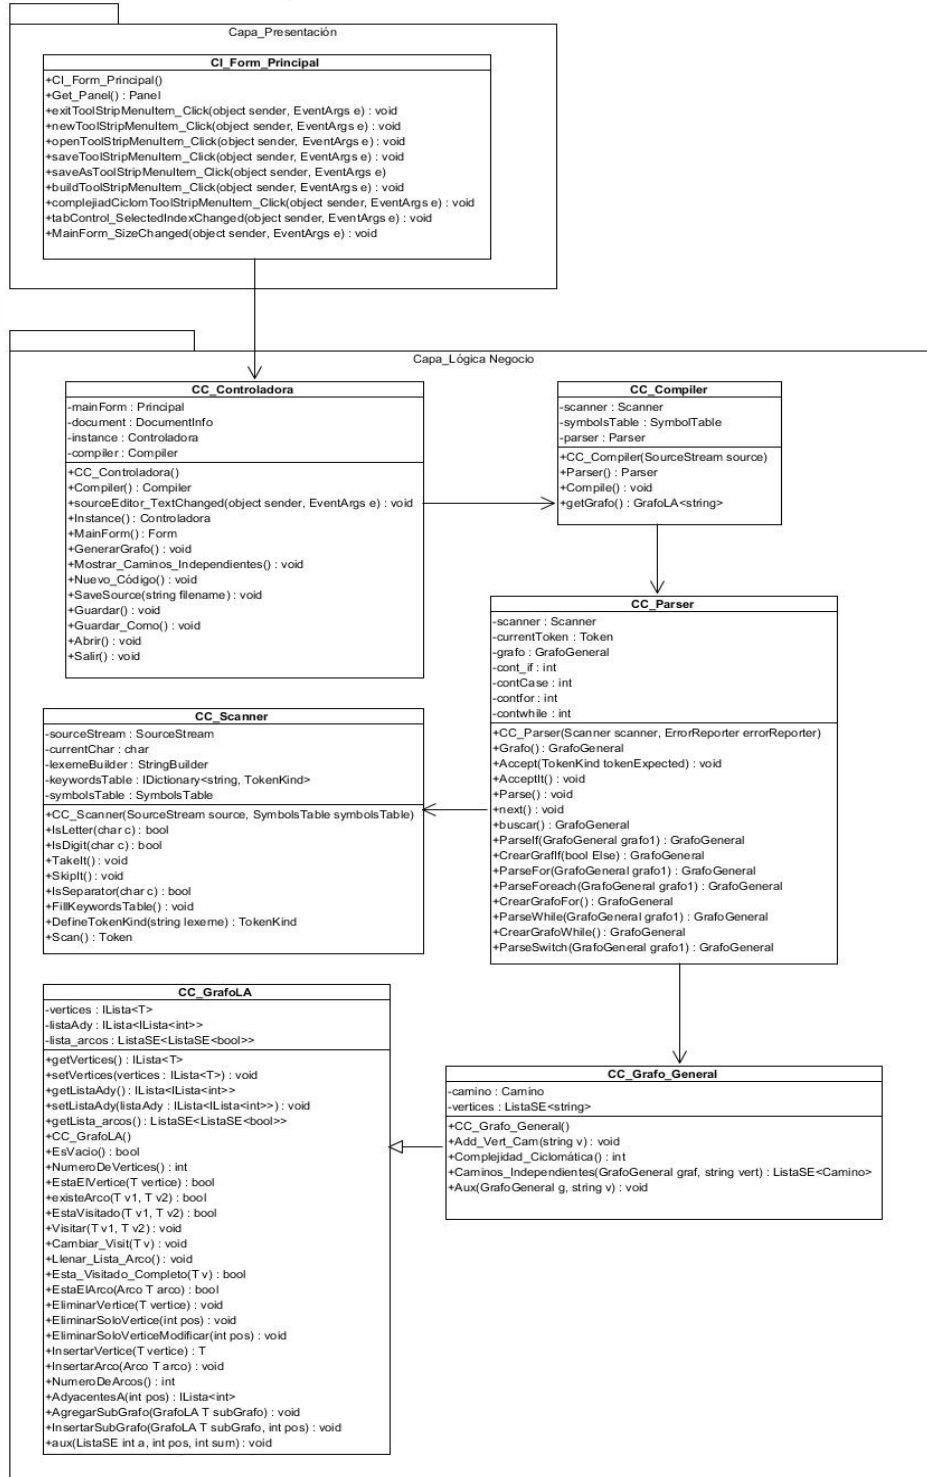 Capa_Presentación
CI_Form_Principal
+CI_Form_Principal()
+Get_Panel() : Panel
+exitToolStripMenuItem_Click(object sender, EventArgs e) : void
+newToolStripMenuItem_Click(object sender, EventArgs e) : void
+openToolStripMenuItem_Click(object sender, EventArgs e) : void
+saveToolStripMenuItem_Click(object sender, EventArgs e) : void
+saveAsToolStripMenuItem_Click(object sender, EventArgs e)
+buildToolStripMenuItem_Click(object sender, EventArgs e) : void
+complejiadCiclomToolStripMenuItem_Click(object sender, EventArgs e) : void
+tabControl_SelectedIndexChanged(object sender, EventArgs e) : void
+MainForm_SizeChanged(object sender, EventArgs e) : void
Capa_Lógica Negocio
CC_Controladora
-mainForm : Principal
-document : DocumentInfo
-instance : Controladora
-compiler : Compiler
+CC_Controladora()
+Compiler() : Compiler
+sourceEditor_TextChanged(object sender, EventArgs e) : void
+Instance() : Controladora
+MainForm() : Form
+GenerarGrafo() : void
+Mostrar_Caminos_Independientes() : void
+Nuevo_Código() : void
+SaveSource(string filename) : void
+Guardar() : void
+Guardar_Como() : void
+Abrir() : void
+Salir() : void
CC_Compiler
-scanner : Scanner
-symbolsTable : SymbolTable
-parser : Parser
+CC_Compiler(SourceStream source)
+Parser() : Parser
+Compile() : void
+getGrafo() : GrafoLA<string>
CC_Parser
-scanner : Scanner
-currentToken : Token
-grafo : GrafoGeneral
-cont_if : int
-contCase : int
-contfor : int
-contwhile : int
+CC_Parser(Scanner scanner, ErrorReporter errorReporter)
+Grafo() : GrafoGeneral
+Accept(TokenKind tokenExpected) : void
+AcceptIt() : void
+Parse() : void
+next() : void
+buscar() : GrafoGeneral
+ParseIf(GrafoGeneral grafo1) : GrafoGeneral
+CrearGrafIf(bool Else) : GrafoGeneral
+ParseFor(GrafoGeneral grafo1) : GrafoGeneral
+ParseForeach(GrafoGeneral grafo1) : GrafoGeneral
+CrearGrafoFor() : GrafoGeneral
+ParseWhile(GrafoGeneral grafo1) : GrafoGeneral
+CrearGrafoWhile() : GrafoGeneral
+ParseSwitch(GrafoGeneral grafo1) : GrafoGeneral
CC_Scanner
-sourceStream : SourceStream
-currentChar : char
-lexemeBuilder : StringBuilder
-keywordsTable : IDictionary<string, TokenKind>
-symbolsTable : SymbolsTable
+CC_Scanner(SourceStream source, SymbolsTable symbolsTable)
+IsLetter(char c) : bool
+IsDigit(char c) : bool
+TakeIt() : void
+SkipIt() : void
+IsSeparator(char c) : bool
+FillKeywordsTable() : void
+DefineTokenKind(string lexeme) : TokenKind
+Scan() : Token
CC_GrafoLA
-vertices : ILista<T>
-listaAdy : ILista<ILista<int>>
-lista_arcos : ListaSE<ListaSE<bool>>
+getVertices() : ILista<T>
+setVertices(vertices : ILista<T>) : void
+getListaAdy() : ILista<ILista<int>>
+setListaAdy(listaAdy : ILista<ILista<int>>) : void
+getLista_arcos() : ListaSE<ListaSE<bool>>
+CC_GrafoLA()
+EsVacio() : bool
+NumeroDeVertices() : int
+EstaElVertice(T vertice) : bool
+existeArco(T v1, T v2) : bool
+EstaVisitado(T v1, T v2) : bool
+Visitar(T v1, T v2) : void
+Cambiar_Visit(T v) : void
+Llenar_Lista_Arco() : void
+Esta_Visitado_Completo(T v) : bool
+EstaElArco(Arco T arco) : bool
+EliminarVertice(T vertice) : void
+EliminarSoloVertice(int pos) : void
+EliminarSoloVerticeModificar(int pos) : void
+InsertarVertice(T vertice) : T
+InsertarArco(Arco T arco) : void
+NumeroDeArcos() : int
+AdyacentesA(int pos) : ILista<int>
+AgregarSubGrafo(GrafoLA T subGrafo) : void
+InsertarSubGrafo(GrafoLA T subGrafo, int pos) : void
+aux(ListaSE int a, int pos, int sum) : void
CC_Grafo_General
-camino : Camino
-vertices : ListaSE<string>
+CC_Grafo_General()
+Add_Vert_Cam(string v) : void
+Complejidad_Ciclomática() : int
+Caminos_Independientes(GrafoGeneral graf, string vert) : ListaSE<Camino>
+Aux(GrafoGeneral g, string v) : void